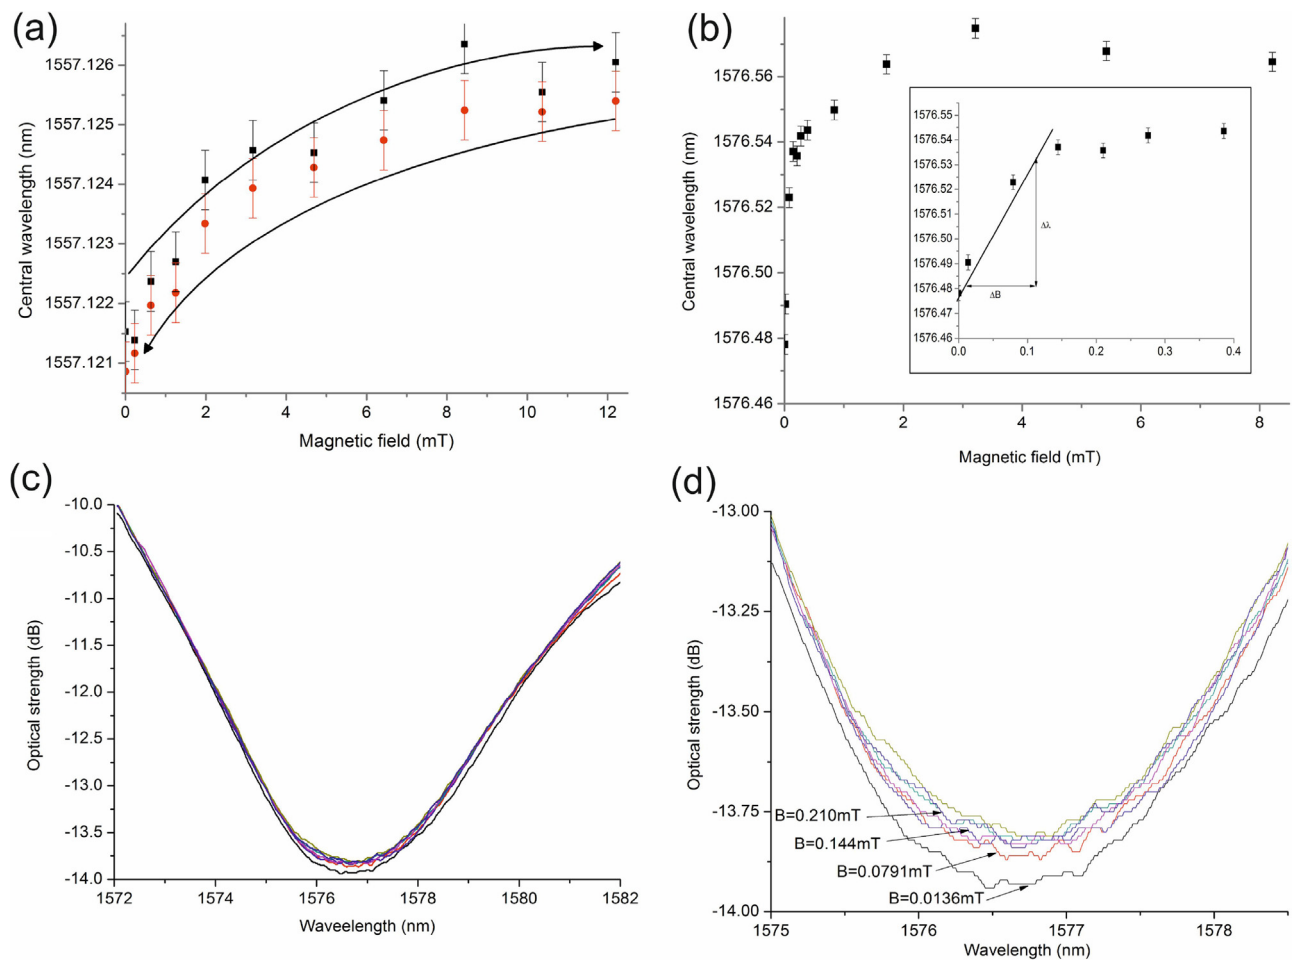 (a)
1557.126
1557.125
1557.124
1557.123
1557.122
1557.121
Central wavelength (nm)
0 2 4 6 8 10 12
Magnetic field (mT)
(b)
1576.56
1576.54
1576.52
1576.50
1576.48
1576.46
Central wavelength (nm)
1576.55
1576.54
1576.53
1576.52
1576.51
1576.50
1576.49
1576.48
1576.47
1576.46
Δλ
ΔB
0.0 0.1 0.2 0.3 0.4
0 2 4 6 8
Magnetic field (mT)
(c)
-10.0
-10.5
-11.0
-11.5
-12.0
-12.5
-13.0
-13.5
-14.0
Optical strength (dB)
1572 1574 1576 1578 1580 1582
Waveelength (nm)
(d)
-13.00
-13.25
-13.50
-13.75
-14.00
Optical strength (dB)
B=0.210mT
B=0.144mT
B=0.0791mT
B=0.0136mT
1575 1576 1577 1578
Wavelength (nm)